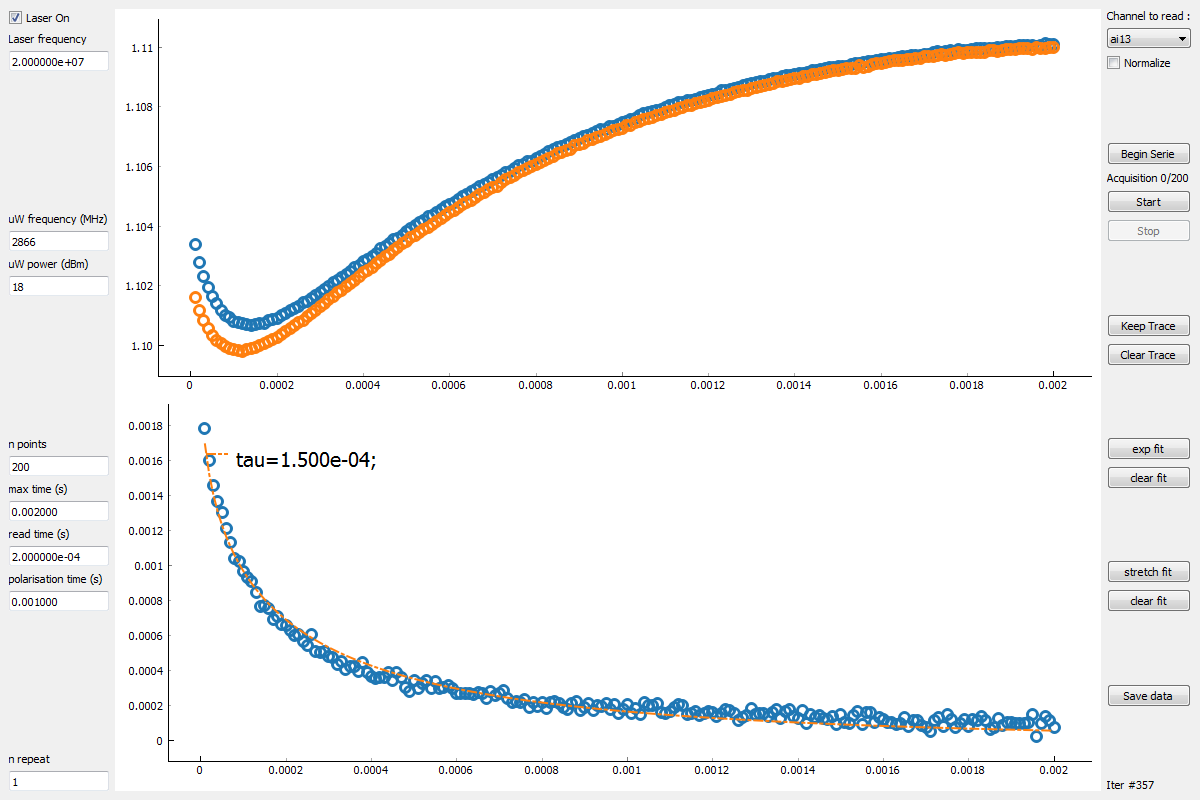 Laser On
Laser frequency
2.000000e+07
uW frequency (MHz)
2866
uW power (dBm)
18
n points
200
max time (s)
0.002000
read time (s)
2.000000e-04
polarisation time (s)
0.001000
n repeat
1
1.11
1.108
1.106
1.104
1.102
1.10
0 0.0002 0.0004 0.0006 0.0008 0.001 0.0012 0.0014 0.0016 0.0018 0.002
0.0018
0.0016
0.0014
0.0012
0.001
0.0008
0.0006
0.0004
0.0002
0
tau=1.500e-04;
0 0.0002 0.0004 0.0006 0.0008 0.001 0.0012 0.0014 0.0016 0.0018 0.002
Channel to read :
ai13
Normalize
Begin Serie
Acquisition 0/200
Start
Stop
Keep Trace
Clear Trace
exp fit
clear fit
stretch fit
clear fit
Save data
Iter #357